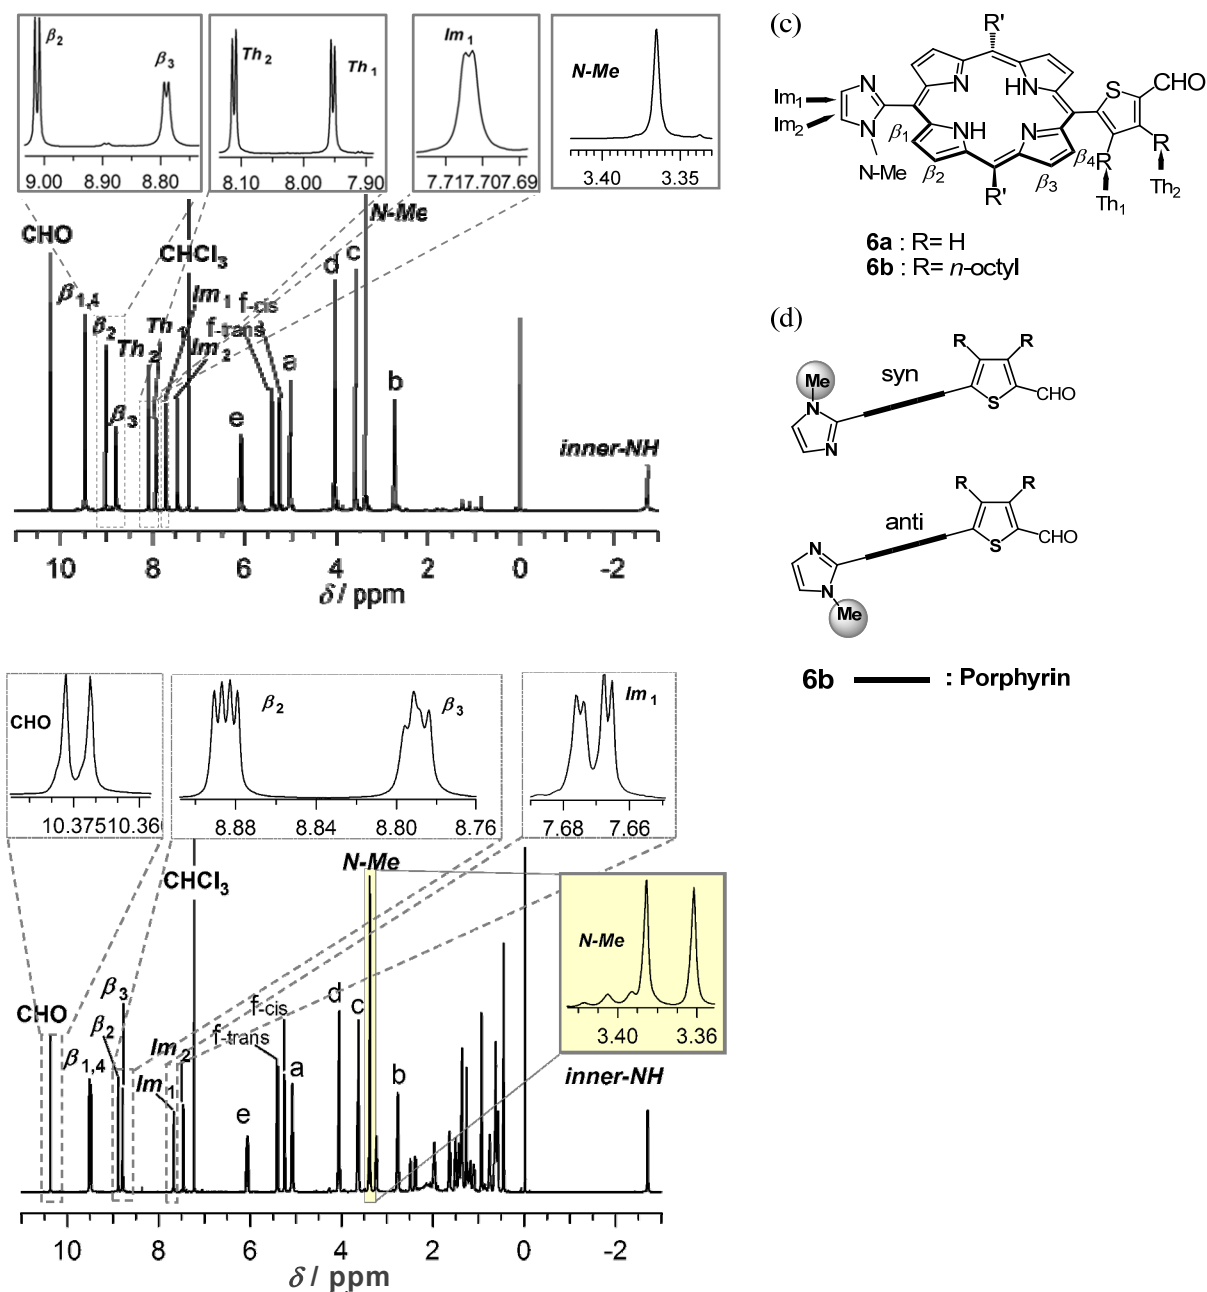 β2
β3
9.00 8.90 8.80
Th2
Th1
8.10 8.00 7.90
Im1
7.71 7.70 7.69
N-Me
3.40 3.35
CHO
CHCl3
N-Me
β1,4
β2
Th2
Th1
β3
Im1
f-cis
f-trans
Im2
a
d
c
b
e
inner-NH
10 8 6 4 2 0 -2
δ / ppm
(c)
R'
N
N
HN
S
CHO
Im1
Im2
N
N
NH
N
β1
β2
N-Me
R'
β3
β4
R
R
Th1
Th2
6a : R= H
6b : R= n-octyl
(d)
Me
N
N
syn
R R
S
CHO
anti
R R
S
CHO
N
N
Me
6b : Porphyrin
CHO
10.375 10.36
β2
β3
8.88 8.84 8.80 8.76
Im1
7.68 7.66
N-Me
CHCl3
N-Me
3.40 3.36
CHO
β3
β2
β1,4
Im2
Im1
f-cis
f-trans
d
c
a
b
e
inner-NH
10 8 6 4 2 0 -2
δ / ppm